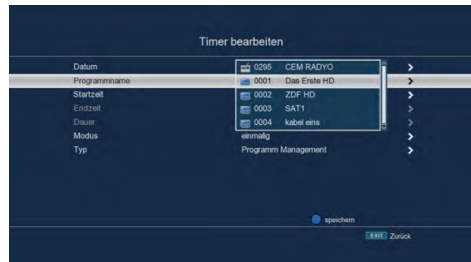 Timer bearbeiten
Datum
0295 CEM RADYO
Programmname
0001 Das Erste HD
Startzeit
0002 ZDF HD
Endzeit
0003 SAT1
Dauer
0004 kabel eins
Modus
einmalig
Typ
Programm Management
speichern
EXIT Zurück